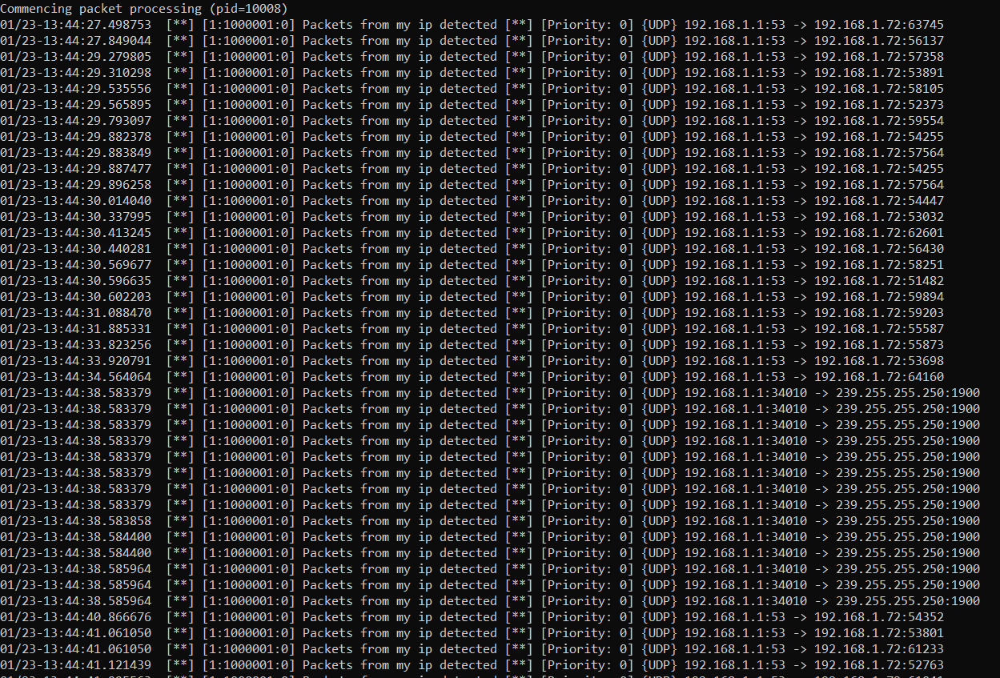 Commencing packet processing (pid=10008)
01/23-13:44:27.498753  [**] [1:1000001:0] Packets from my ip detected [**] [Priority: 0] {UDP} 192.168.1.1:53 -> 192.168.1.72:63745
01/23-13:44:27.849044  [**] [1:1000001:0] Packets from my ip detected [**] [Priority: 0] {UDP} 192.168.1.1:53 -> 192.168.1.72:56137
01/23-13:44:29.279805  [**] [1:1000001:0] Packets from my ip detected [**] [Priority: 0] {UDP} 192.168.1.1:53 -> 192.168.1.72:57358
01/23-13:44:29.310298  [**] [1:1000001:0] Packets from my ip detected [**] [Priority: 0] {UDP} 192.168.1.1:53 -> 192.168.1.72:53891
01/23-13:44:29.535556  [**] [1:1000001:0] Packets from my ip detected [**] [Priority: 0] {UDP} 192.168.1.1:53 -> 192.168.1.72:58105
01/23-13:44:29.565895  [**] [1:1000001:0] Packets from my ip detected [**] [Priority: 0] {UDP} 192.168.1.1:53 -> 192.168.1.72:52373
01/23-13:44:29.793097  [**] [1:1000001:0] Packets from my ip detected [**] [Priority: 0] {UDP} 192.168.1.1:53 -> 192.168.1.72:59554
01/23-13:44:29.882378  [**] [1:1000001:0] Packets from my ip detected [**] [Priority: 0] {UDP} 192.168.1.1:53 -> 192.168.1.72:54255
01/23-13:44:29.883849  [**] [1:1000001:0] Packets from my ip detected [**] [Priority: 0] {UDP} 192.168.1.1:53 -> 192.168.1.72:57564
01/23-13:44:29.887477  [**] [1:1000001:0] Packets from my ip detected [**] [Priority: 0] {UDP} 192.168.1.1:53 -> 192.168.1.72:54255
01/23-13:44:29.896258  [**] [1:1000001:0] Packets from my ip detected [**] [Priority: 0] {UDP} 192.168.1.1:53 -> 192.168.1.72:57564
01/23-13:44:30.014040  [**] [1:1000001:0] Packets from my ip detected [**] [Priority: 0] {UDP} 192.168.1.1:53 -> 192.168.1.72:54447
01/23-13:44:30.337995  [**] [1:1000001:0] Packets from my ip detected [**] [Priority: 0] {UDP} 192.168.1.1:53 -> 192.168.1.72:53032
01/23-13:44:30.413245  [**] [1:1000001:0] Packets from my ip detected [**] [Priority: 0] {UDP} 192.168.1.1:53 -> 192.168.1.72:62601
01/23-13:44:30.440281  [**] [1:1000001:0] Packets from my ip detected [**] [Priority: 0] {UDP} 192.168.1.1:53 -> 192.168.1.72:56430
01/23-13:44:30.569677  [**] [1:1000001:0] Packets from my ip detected [**] [Priority: 0] {UDP} 192.168.1.1:53 -> 192.168.1.72:58251
01/23-13:44:30.596635  [**] [1:1000001:0] Packets from my ip detected [**] [Priority: 0] {UDP} 192.168.1.1:53 -> 192.168.1.72:51482
01/23-13:44:30.602203  [**] [1:1000001:0] Packets from my ip detected [**] [Priority: 0] {UDP} 192.168.1.1:53 -> 192.168.1.72:59894
01/23-13:44:31.088470  [**] [1:1000001:0] Packets from my ip detected [**] [Priority: 0] {UDP} 192.168.1.1:53 -> 192.168.1.72:59203
01/23-13:44:31.885331  [**] [1:1000001:0] Packets from my ip detected [**] [Priority: 0] {UDP} 192.168.1.1:53 -> 192.168.1.72:55587
01/23-13:44:33.823256  [**] [1:1000001:0] Packets from my ip detected [**] [Priority: 0] {UDP} 192.168.1.1:53 -> 192.168.1.72:55873
01/23-13:44:33.920791  [**] [1:1000001:0] Packets from my ip detected [**] [Priority: 0] {UDP} 192.168.1.1:53 -> 192.168.1.72:53698
01/23-13:44:34.564064  [**] [1:1000001:0] Packets from my ip detected [**] [Priority: 0] {UDP} 192.168.1.1:53 -> 192.168.1.72:64160
01/23-13:44:38.583379  [**] [1:1000001:0] Packets from my ip detected [**] [Priority: 0] {UDP} 192.168.1.1:34010 -> 239.255.255.250:1900
01/23-13:44:38.583379  [**] [1:1000001:0] Packets from my ip detected [**] [Priority: 0] {UDP} 192.168.1.1:34010 -> 239.255.255.250:1900
01/23-13:44:38.583379  [**] [1:1000001:0] Packets from my ip detected [**] [Priority: 0] {UDP} 192.168.1.1:34010 -> 239.255.255.250:1900
01/23-13:44:38.583379  [**] [1:1000001:0] Packets from my ip detected [**] [Priority: 0] {UDP} 192.168.1.1:34010 -> 239.255.255.250:1900
01/23-13:44:38.583379  [**] [1:1000001:0] Packets from my ip detected [**] [Priority: 0] {UDP} 192.168.1.1:34010 -> 239.255.255.250:1900
01/23-13:44:38.583379  [**] [1:1000001:0] Packets from my ip detected [**] [Priority: 0] {UDP} 192.168.1.1:34010 -> 239.255.255.250:1900
01/23-13:44:38.583379  [**] [1:1000001:0] Packets from my ip detected [**] [Priority: 0] {UDP} 192.168.1.1:34010 -> 239.255.255.250:1900
01/23-13:44:38.583379  [**] [1:1000001:0] Packets from my ip detected [**] [Priority: 0] {UDP} 192.168.1.1:34010 -> 239.255.255.250:1900
01/23-13:44:38.583858  [**] [1:1000001:0] Packets from my ip detected [**] [Priority: 0] {UDP} 192.168.1.1:34010 -> 239.255.255.250:1900
01/23-13:44:38.584400  [**] [1:1000001:0] Packets from my ip detected [**] [Priority: 0] {UDP} 192.168.1.1:34010 -> 239.255.255.250:1900
01/23-13:44:38.584400  [**] [1:1000001:0] Packets from my ip detected [**] [Priority: 0] {UDP} 192.168.1.1:34010 -> 239.255.255.250:1900
01/23-13:44:38.585964  [**] [1:1000001:0] Packets from my ip detected [**] [Priority: 0] {UDP} 192.168.1.1:34010 -> 239.255.255.250:1900
01/23-13:44:38.585964  [**] [1:1000001:0] Packets from my ip detected [**] [Priority: 0] {UDP} 192.168.1.1:34010 -> 239.255.255.250:1900
01/23-13:44:38.585964  [**] [1:1000001:0] Packets from my ip detected [**] [Priority: 0] {UDP} 192.168.1.1:34010 -> 239.255.255.250:1900
01/23-13:44:40.866676  [**] [1:1000001:0] Packets from my ip detected [**] [Priority: 0] {UDP} 192.168.1.1:53 -> 192.168.1.72:54352
01/23-13:44:41.061050  [**] [1:1000001:0] Packets from my ip detected [**] [Priority: 0] {UDP} 192.168.1.1:53 -> 192.168.1.72:53801
01/23-13:44:41.061050  [**] [1:1000001:0] Packets from my ip detected [**] [Priority: 0] {UDP} 192.168.1.1:53 -> 192.168.1.72:61233
01/23-13:44:41.121439  [**] [1:1000001:0] Packets from my ip detected [**] [Priority: 0] {UDP} 192.168.1.1:53 -> 192.168.1.72:52763